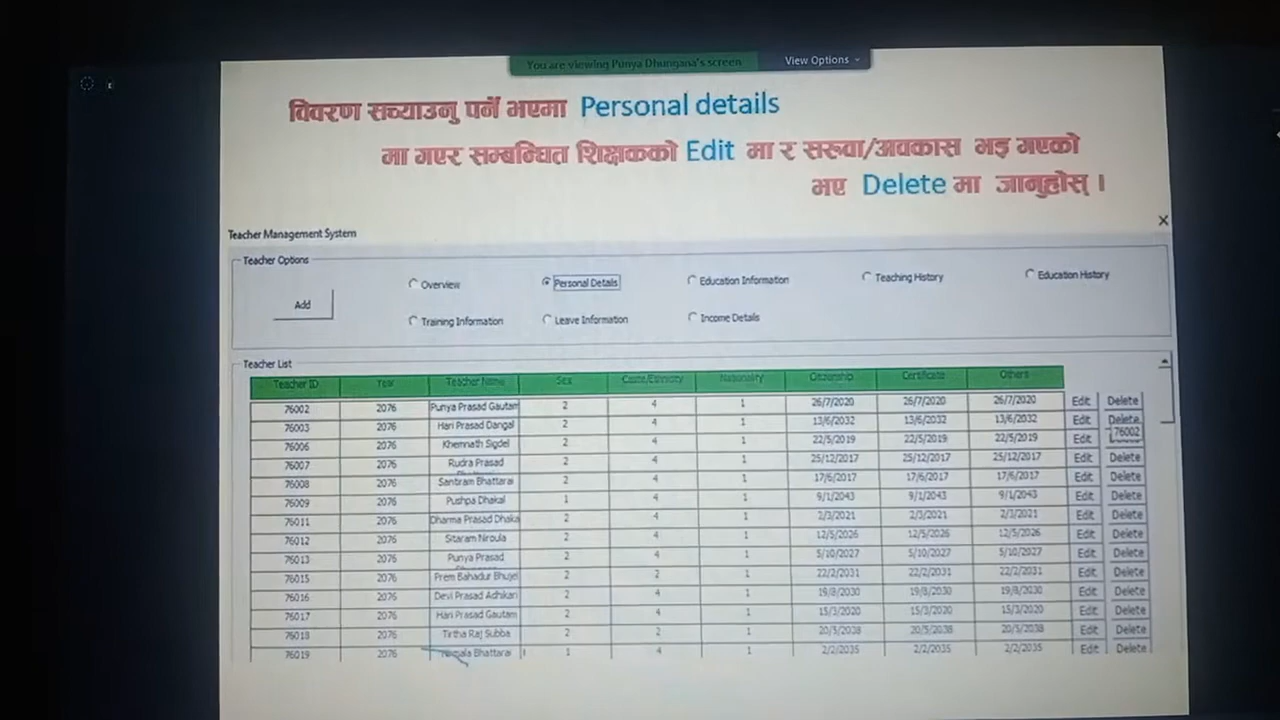 You are viewing Punya Dhungana's screen View Options
विवरण सच्याउनु पर्ने भएमा Personal details
मा गएर सम्बन्धित शिक्षकको Edit मा र सरुवा/अवकास भइ गएको
भए Delete मा जानुहोस् ।
Teacher Management System X
Teacher Options
Add Overview Personal Details Education Information Teaching History Education History
Training Information Leave Information Income Details
Teacher List
Teacher ID Year Teacher Name Sex Caste/Ethnicity Nationality Citizenship Certificate Others
76002 2076 Punya Prasad Gautam 2 4 1 26/7/2020 26/7/2020 26/7/2020 Edit Delete
76003 2076 Hari Prasad Dangal 2 4 1 13/6/2032 13/6/2032 13/6/2032 Edit Delete
76002
76006 2076 Khemnath Sigdel 2 4 1 22/5/2019 22/5/2019 22/5/2019 Edit
76007 2076 Rudra Prasad 2 4 1 25/12/2017 25/12/2017 25/12/2017 Edit Delete
76008 2076 Santiram Bhattarai 2 4 1 17/6/2017 17/6/2017 17/6/2017 Edit Delete
76009 2076 Pushpa Dhakal 1 4 1 9/1/2043 9/1/2043 9/1/2043 Edit Delete
76011 2076 Dharma Prasad Dhaka 2 4 1 2/3/2021 2/3/2021 2/3/2021 Edit Delete
76012 2076 Sitaram Niroula 2 4 1 12/5/2026 12/5/2026 12/5/2026 Edit Delete
76013 2076 Punya Prasad 2 4 1 5/10/2027 5/10/2027 5/10/2027 Edit Delete
76015 2076 Prem Bahadur Bhujel 2 2 1 22/2/2031 22/2/2031 22/2/2031 Edit Delete
76016 2076 Devi Prasad Adhikari 2 4 1 19/8/2030 19/8/2030 19/8/2030 Edit Delete
76017 2076 Hari Prasad Gautam 2 4 1 15/3/2020 15/3/2020 15/3/2020 Edit Delete
76018 2076 Tirtha Raj Subba 2 2 1 20/5/2038 20/5/2038 20/5/2038 Edit Delete
76019 2076 Bhattarai 1 4 1 2/2/2035 2/2/2035 2/2/2035 Edit Delete